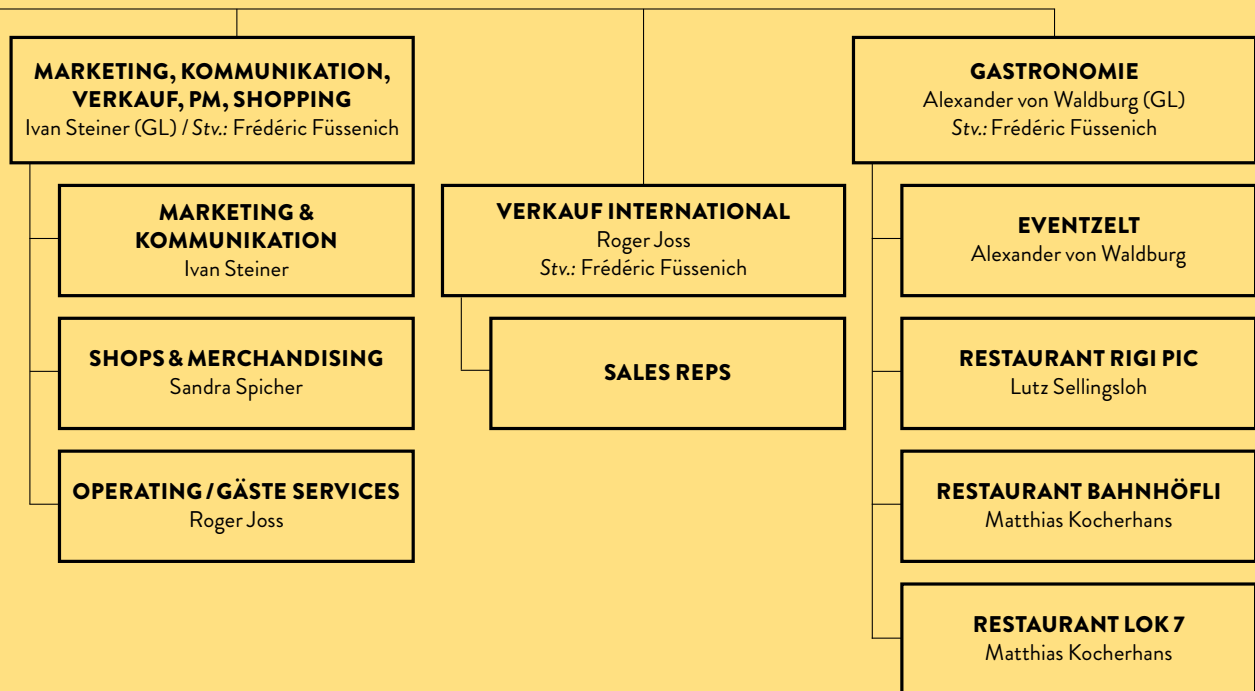 MARKETING, KOMMUNIKATION,
VERKAUF, PM, SHOPPING
Ivan Steiner (GL) / Stv.: Frédéric Füssenich
MARKETING &
KOMMUNIKATION
Ivan Steiner
SHOPS & MERCHANDISING
Sandra Spicher
OPERATING / GÄSTE SERVICES
Roger Joss
VERKAUF INTERNATIONAL
Roger Joss
Stv.: Frédéric Füssenich
SALES REPS
GASTRONOMIE
Alexander von Waldburg (GL)
Stv.: Frédéric Füssenich
EVENTZELT
Alexander von Waldburg
RESTAURANT RIGI PIC
Lutz Sellingsloh
RESTAURANT BAHNHÖFLI
Matthias Kocherhans
RESTAURANT LOK 7
Matthias Kocherhans